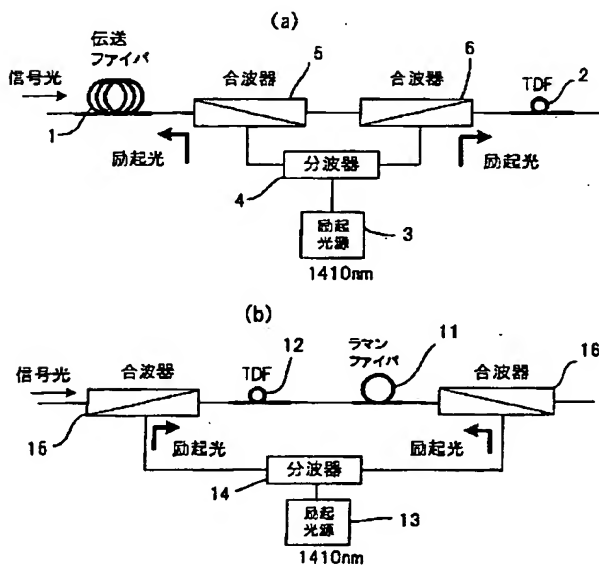 (a)
伝送
ファイバ
信号光
1
合波器
5
合波器
6
TDF
2
励起光
励起光
分波器
4
励起
光源
3
1410nm
(b)
信号光
合波器
15
TDF
12
ラマン
ファイバ
11
合波器
16
励起光
励起光
分波器
14
励起
光源
13
1410nm